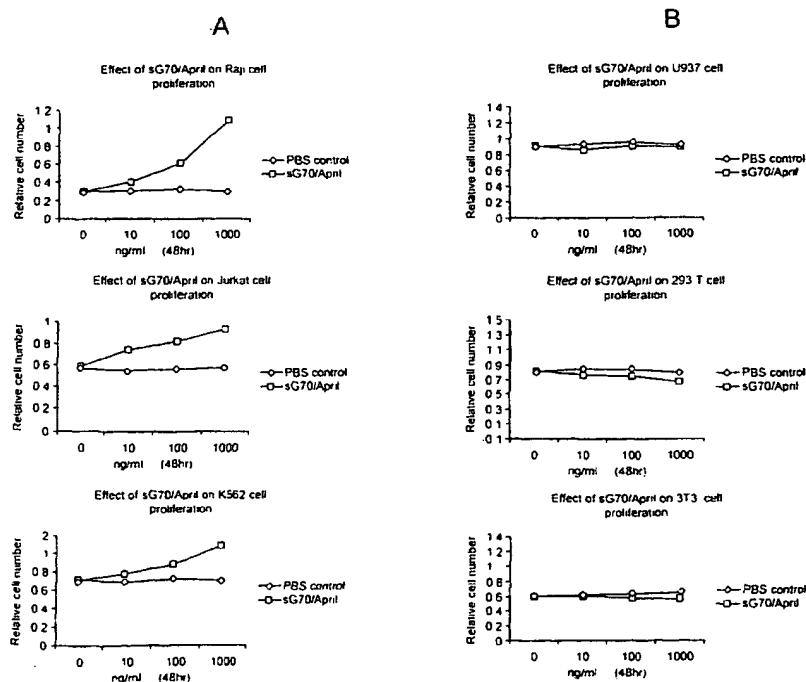 A
Effect of sG70/April on Raji cell
proliferation
Relative cell number
1 2
1
0 8
0 6
0 4
0 2
0
0 10 100 1000
ng/ml (48hr)
PBS control
sG70/April
Effect of sG70/April on Jurkat cell
proliferation
Relative cell number
1
0 8
0 6
0 4
0
0 10 100 1000
ng/ml (48hr)
PBS control
sG70/April
Effect of sG70/April on K562 cell
proliferation
Relative cell number
1 2
1
0 8
0 6
0 4
0 2
0
0 10 100 1000
ng/ml (48hr)
PBS control
sG70/April
B
Effect of sG70/April on U937 cell
proliferation
Relative cell number
1 4
1 2
1
0 8
0 6
0 4
0 2
0
0 10 100 1000
ng/ml (48hr)
PBS control
sG70/April
Effect of sG70/April on 293 T cell
proliferation
Relative cell number
1 5
1 3
1 1
0 9
0 7
0 5
0 3
0 1
-0 1
0 10 100 1000
ng/ml (48hr)
PBS control
sG70/April
Effect of sG70/April on 3T3 cell
proliferation
Relative cell number
1 4
1 2
1
0 8
0 6
0 4
0 2
0
0 10 100 1000
ng/ml (48hr)
PBS control
sG70/April